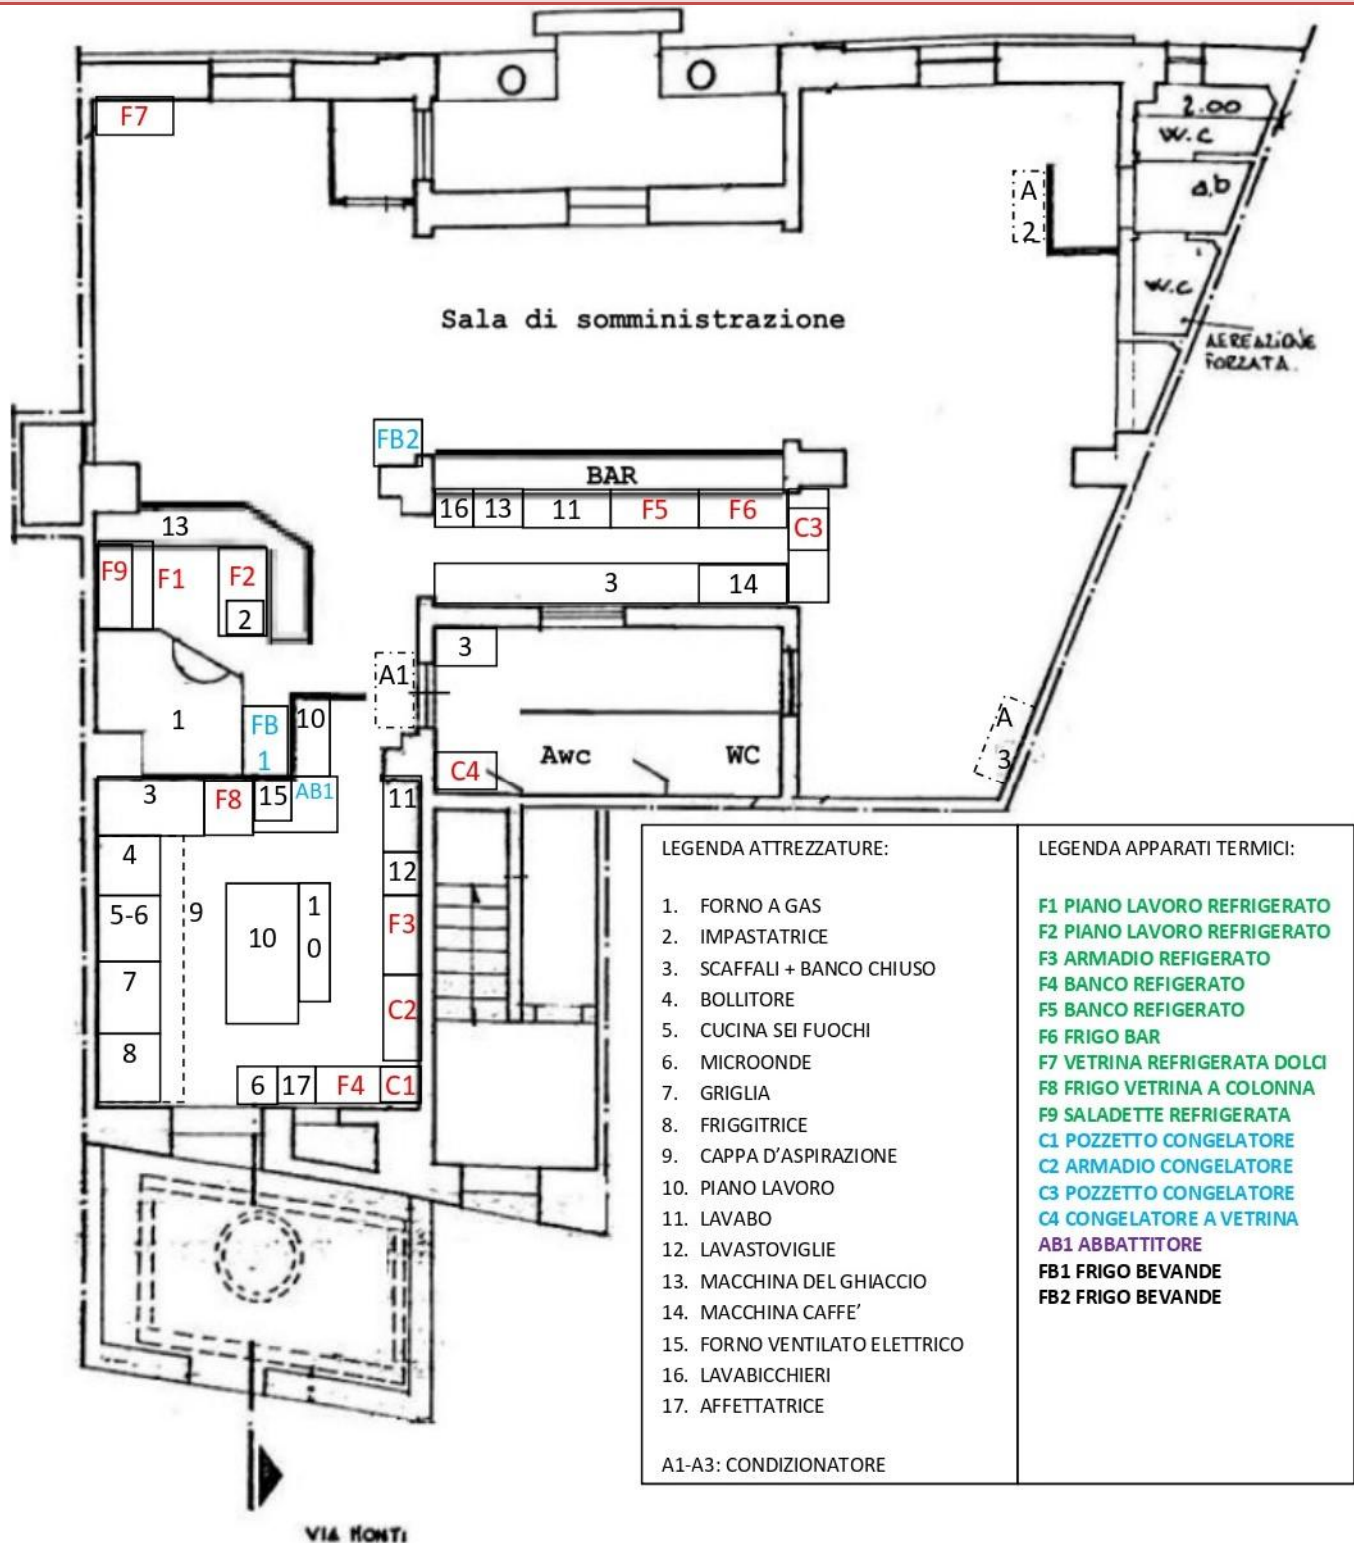 F7
2.00
W.C
a.b
A
2
W.C
Sala di somministrazione
AEREAZIONE
FORZATA.
FB2
BAR
16 13 11 F5 F6
C3
13
F9 F1 F2
2
3 14
3
A1
1
FB
1
10
A
3
Awc WC
C4
3 F8 15 AB1
11
4
12
5-6 9
1
0
10
F3
7
C2
8
6 17 F4 C1
LEGENDA ATTREZZATURE:
1. FORNO A GAS
2. IMPASTATRICE
3. SCAFFALI + BANCO CHIUSO
4. BOLLITORE
5. CUCINA SEI FUOCHI
6. MICROONDE
7. GRIGLIA
8. FRIGGITRICE
9. CAPPA D'ASPIRAZIONE
10. PIANO LAVORO
11. LAVABO
12. LAVASTOVIGLIE
13. MACCHINA DEL GHIACCIO
14. MACCHINA CAFFE’
15. FORNO VENTILATO ELETTRICO
16. LAVABICCHIERI
17. AFFETTATRICE
A1-A3: CONDIZIONATORE
LEGENDA APPARATI TERMICI:
F1 PIANO LAVORO REFRIGERATO
F2 PIANO LAVORO REFRIGERATO
F3 ARMADIO REFIGERATO
F4 BANCO REFIGERATO
F5 BANCO REFIGERATO
F6 FRIGO BAR
F7 VETRINA REFRIGERATA DOLCI
F8 FRIGO VETRINA A COLONNA
F9 SALADETTE REFRIGERATA
C1 POZZETTO CONGELATORE
C2 ARMADIO CONGELATORE
C3 POZZETTO CONGELATORE
C4 CONGELATORE A VETRINA
AB1 ABBATTITORE
FB1 FRIGO BEVANDE
FB2 FRIGO BEVANDE
VIA MONTI